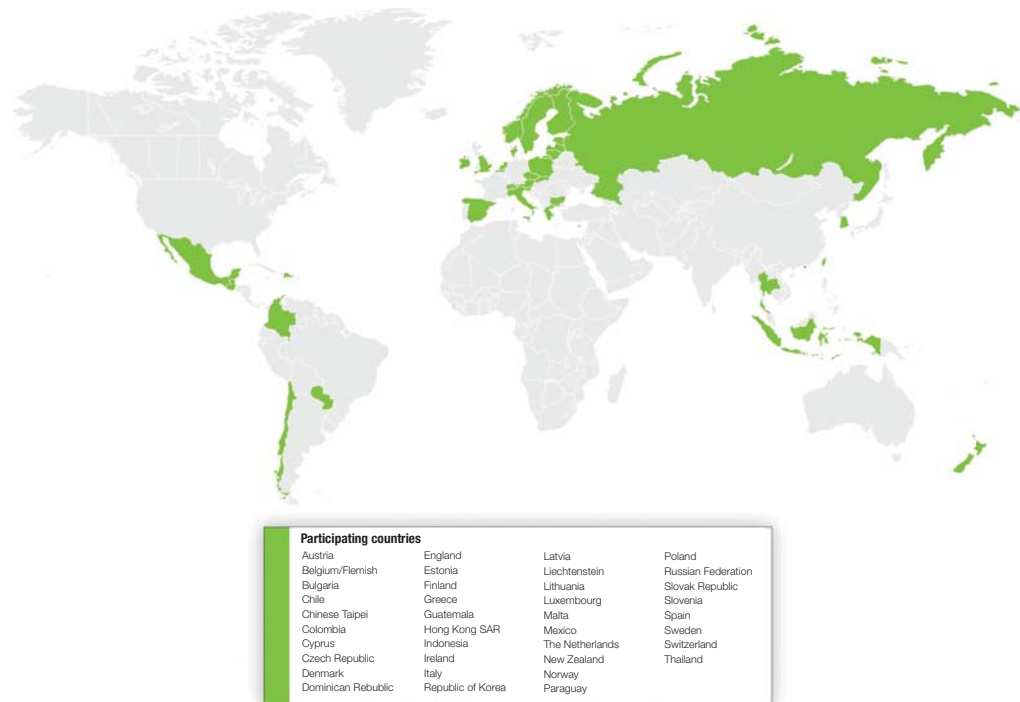 Participating countries
Austria
Belgium/Flemish
Bulgaria
Chile
Chinese Taipei
Colombia
Cyprus
Czech Republic
Denmark
Dominican Rebublic
England
Estonia
Finland
Greece
Guatemala
Hong Kong SAR
Indonesia
Ireland
Italy
Republic of Korea
Latvia
Liechtenstein
Lithuania
Luxembourg
Malta
Mexico
The Netherlands
New Zealand
Norway
Paraguay
Poland
Russian Federation
Slovak Republic
Slovenia
Spain
Sweden
Switzerland
Thailand